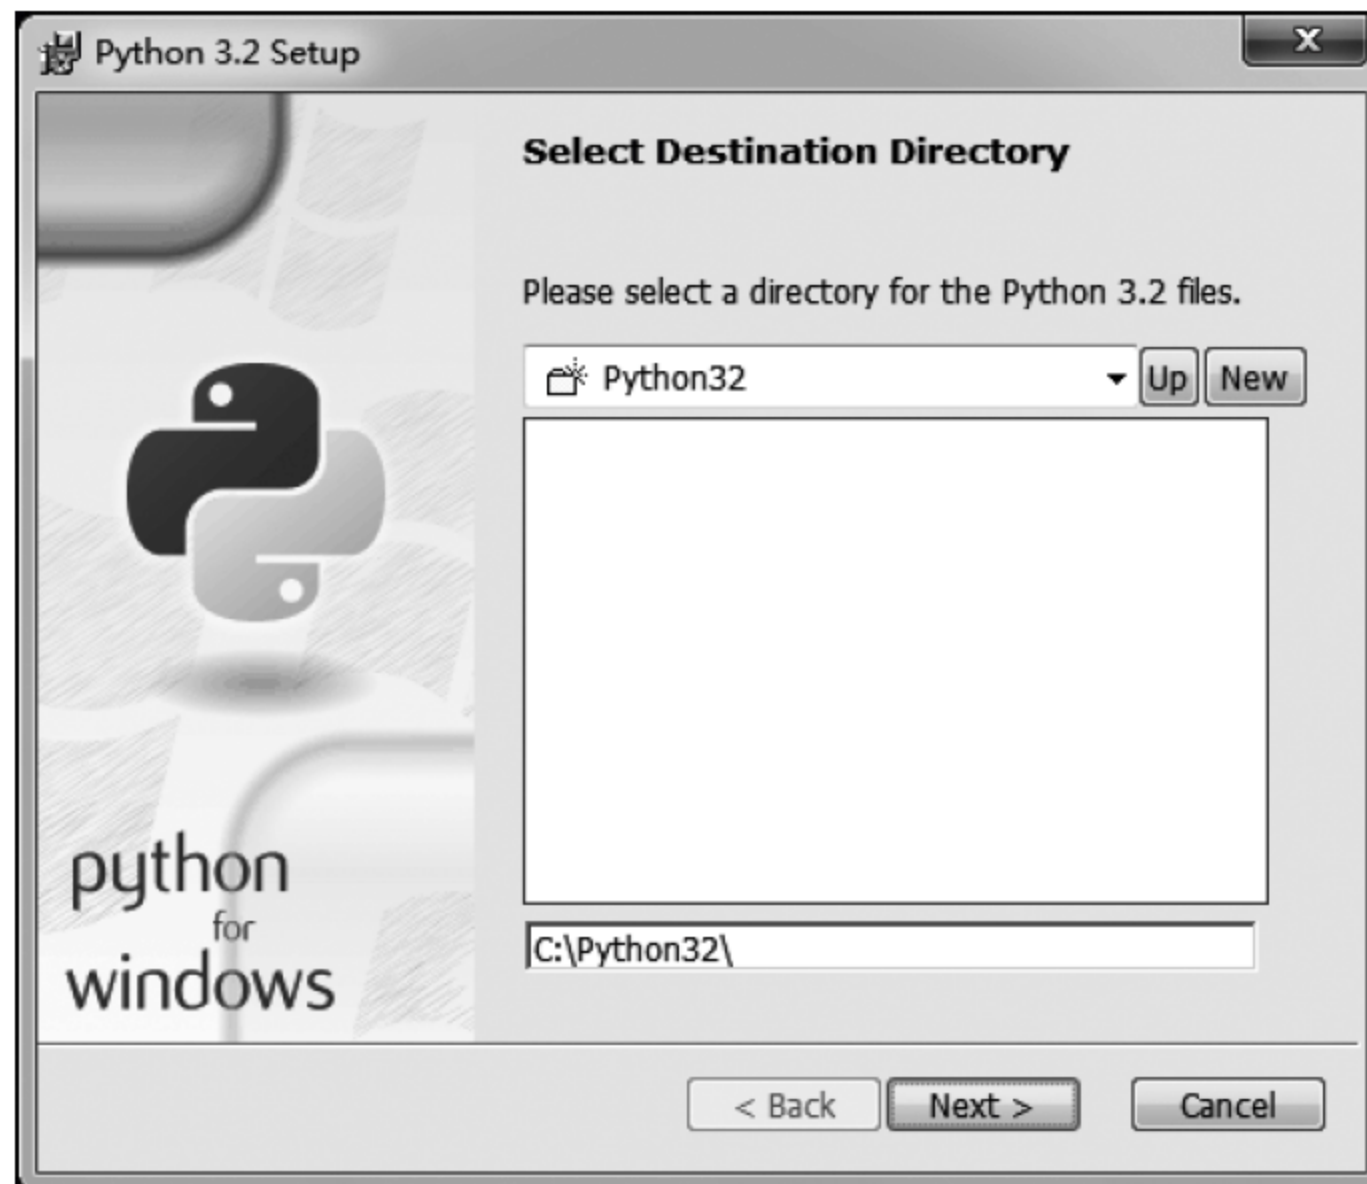 Python 3.2 Setup
Select Destination Directory
Please select a directory for the Python 3.2 files.
Python32
Up
New
C:\Python32\
python
for
windows
< Back
Next >
Cancel